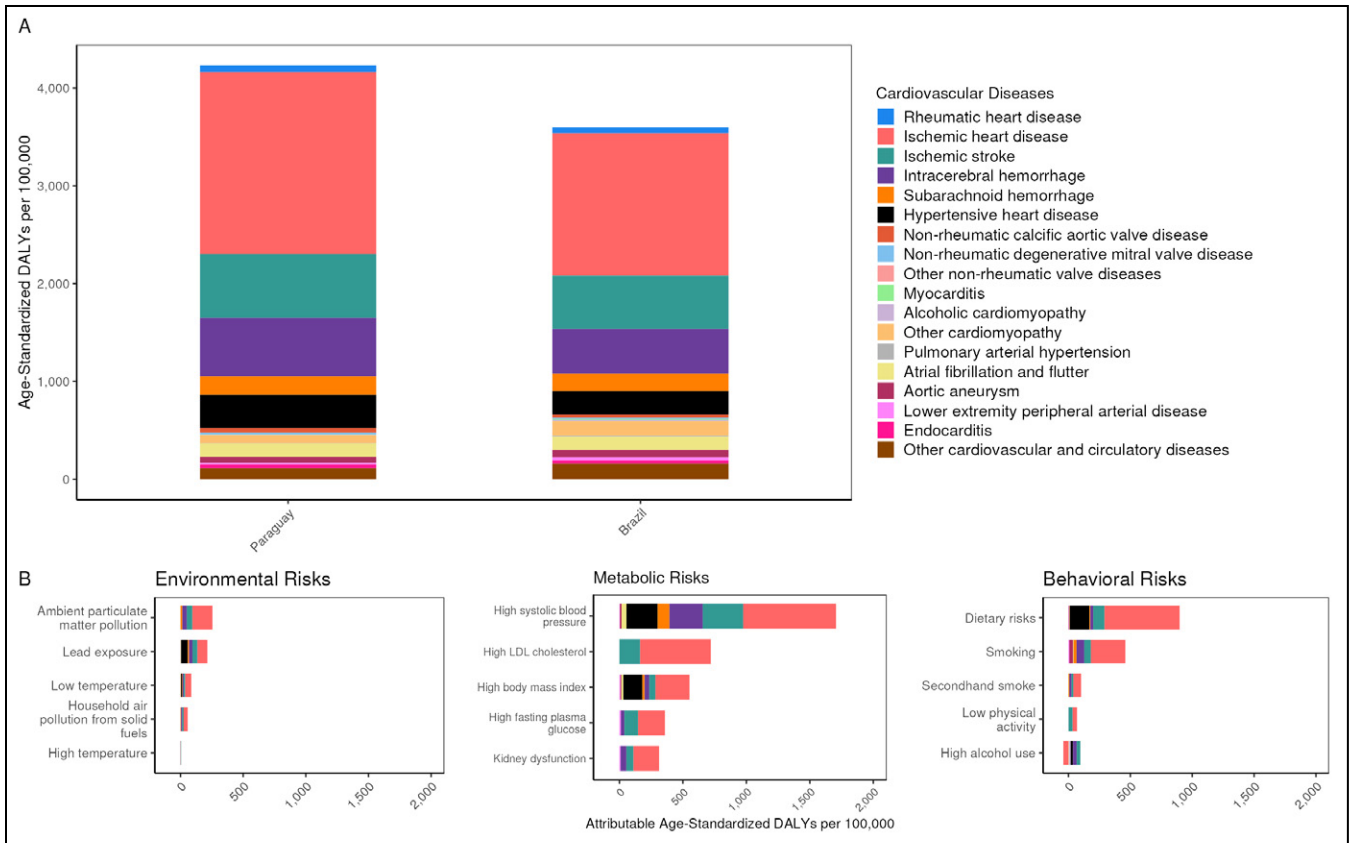 A
Age-Standardized DALYs per 100,000
4,000
3,000
2,000
1,000
0
Paraguay
Brazil
Cardiovascular Diseases
Rheumatic heart disease
Ischemic heart disease
Ischemic stroke
Intracerebral hemorrhage
Subarachnoid hemorrhage
Hypertensive heart disease
Non-rheumatic calcific aortic valve disease
Non-rheumatic degenerative mitral valve disease
Other non-rheumatic valve diseases
Myocarditis
Alcoholic cardiomyopathy
Other cardiomyopathy
Pulmonary arterial hypertension
Atrial fibrillation and flutter
Aortic aneurysm
Lower extremity peripheral arterial disease
Endocarditis
Other cardiovascular and circulatory diseases
B
Environmental Risks
Ambient particulate
matter pollution
Lead exposure
Low temperature
Household air
pollution from solid
fuels
High temperature
0
500
1,000
1,500
2,000
Metabolic Risks
High systolic blood
pressure
High LDL cholesterol
High body mass index
High fasting plasma
glucose
Kidney dysfunction
0
500
1,000
1,500
2,000
Attributable Age-Standardized DALYs per 100,000
Behavioral Risks
Dietary risks
Smoking
Secondhand smoke
Low physical
activity
High alcohol use
0
500
1,000
1,500
2,000